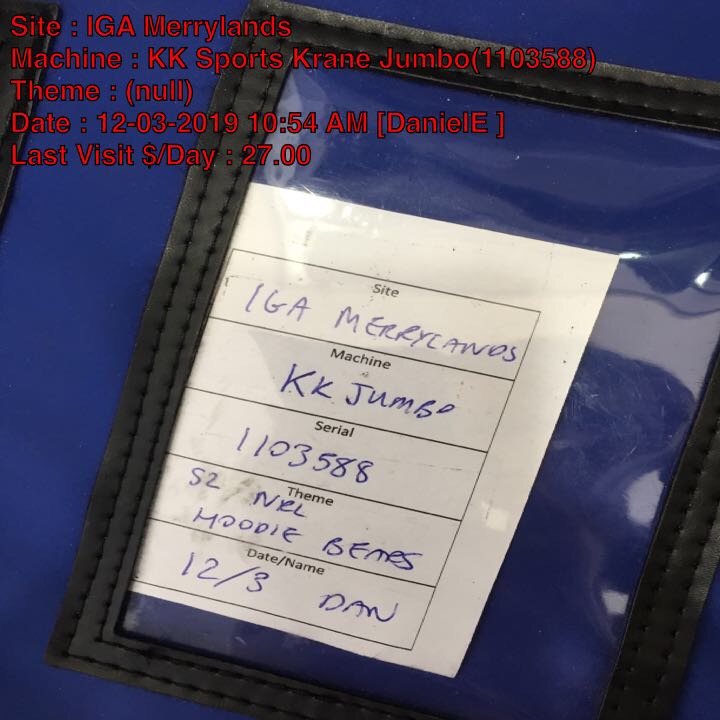 Site : IGA Merrylands
Machine : KK Sports Krane Jumbo(1103588)
Theme : (null)
Date : 12-03-2019 10:54 AM [DanielE ]
Last Visit $/Day : 27.00
Site
IGA MERRYLANDS
Machine
KK JUMBO
Serial
1103588
Theme
S2 NRL
HOODIE BEARS
Date/Name
12/3 DAN